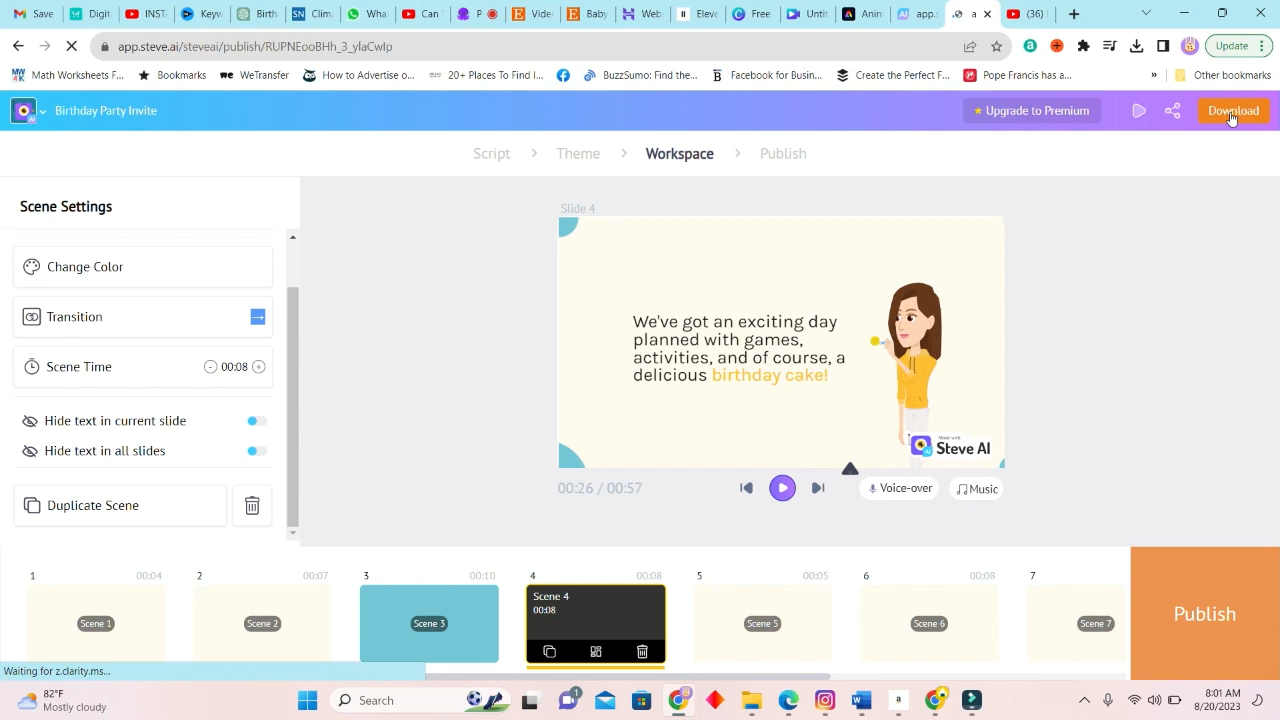 Save
Digit
You
Keyw
Birth
SN Clim
Wha
Can
P
Ever
Baby
Web
Eleve
Crea
Unti
Anin
app.
a
(36)
app.steve.ai/steveai/publish/RUPNEooBHh_3_ylaCwlp
Update
Math Worksheets F...
Bookmarks
we WeTransfer
How to Advertise o...
20+ Places To Find I...
BuzzSumo: Find the...
B Facebook for Busin...
Create the Perfect F...
Pope Francis has a...
»
Other bookmarks
Birthday Party Invite
Upgrade to Premium
Download
Script > Theme > Workspace > Publish
Scene Settings
Slide 4
Change Color
Transition
Scene Time
00:08
Hide text in current slide
Hide text in all slides
Duplicate Scene
We've got an exciting day
planned with games,
activities, and of course, a
delicious birthday cake!
Made with
Steve AI
00:26 / 00:57
Voice-over
Music
1 00:04
2 00:07
3 00:10
4 00:08
5 00:05
6 00:08
7
Scene 1
Scene 2
Scene 3
Scene 4
00:08
Scene 5
Scene 6
Scene 7
Publish
Waiting for z.clarity.ms...
82°F
Mostly cloudy
Search
1
8:01 AM
8/20/2023